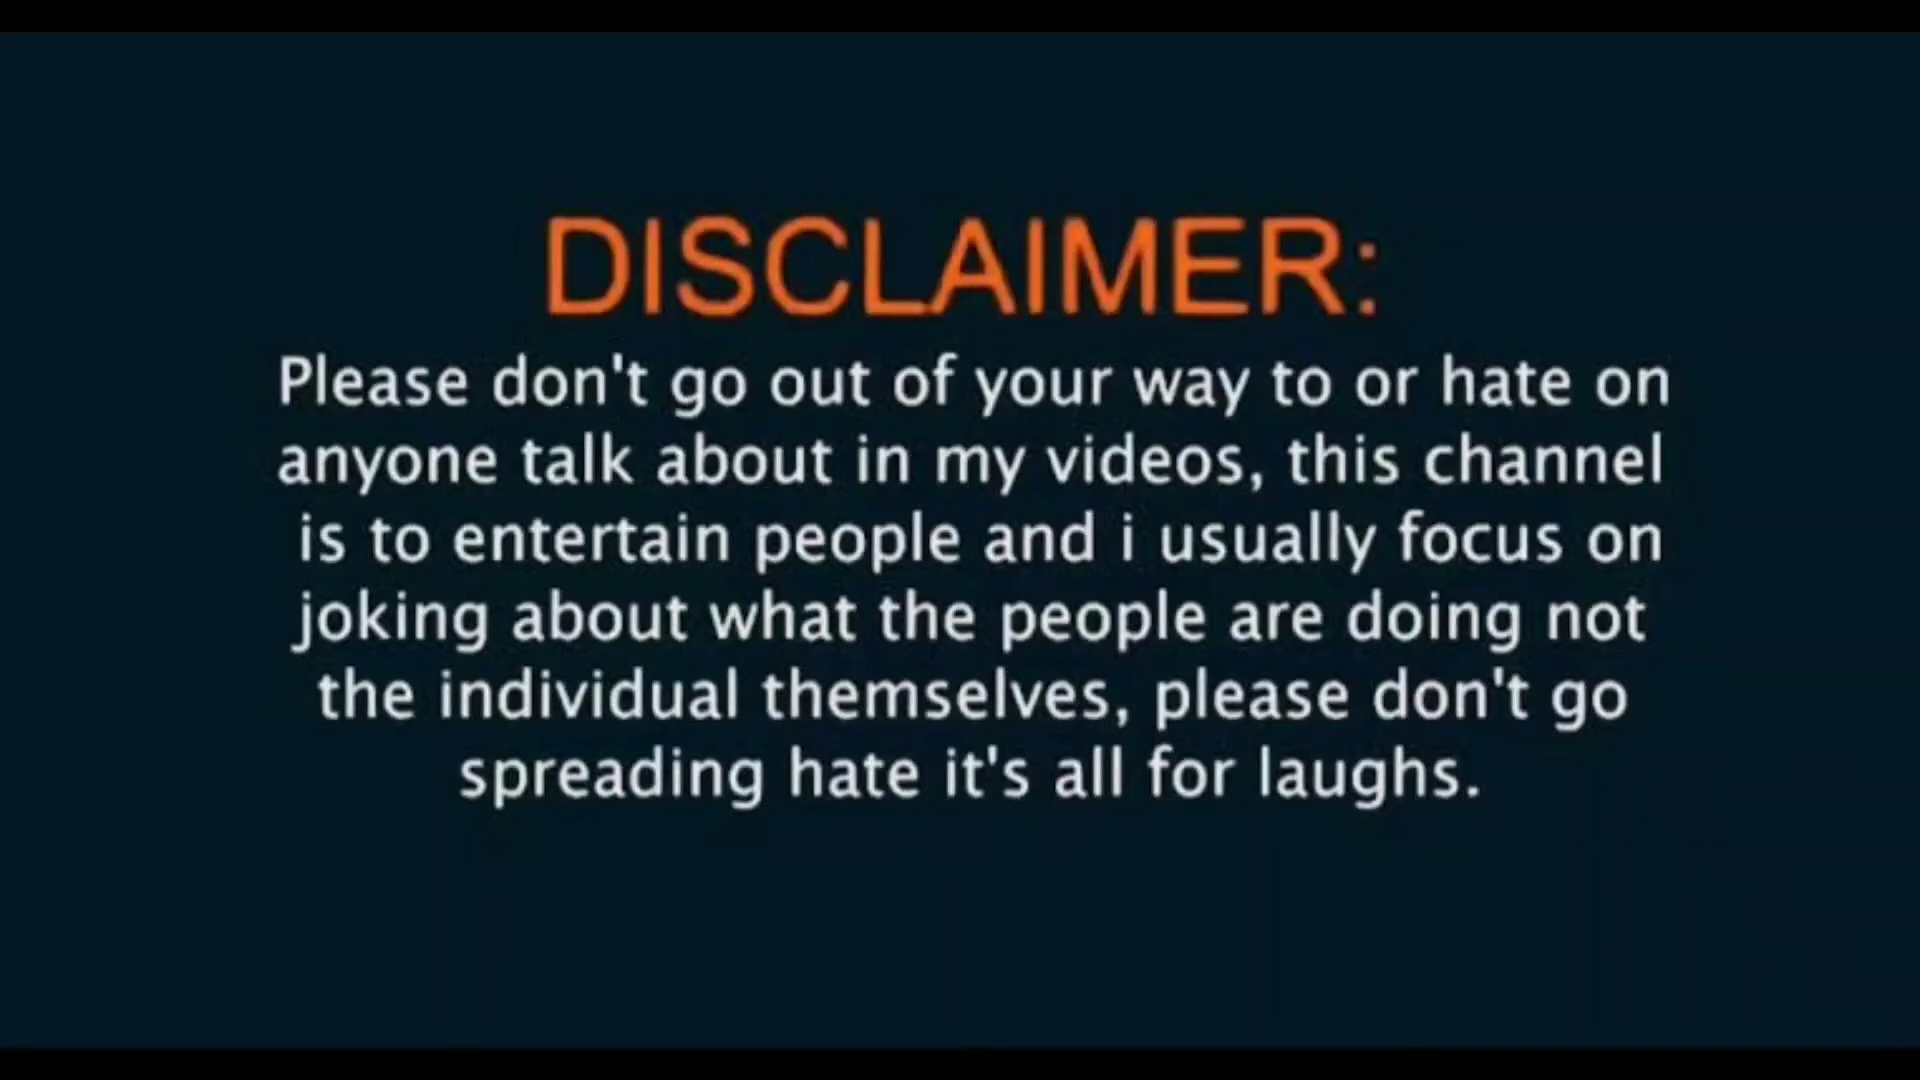 DISCLAIMER:
Please don't go out of your way to or hate on
anyone talk about in my videos, this channel
is to entertain people and i usually focus on
joking about what the people are doing not
the individual themselves, please don't go
spreading hate it's all for laughs.